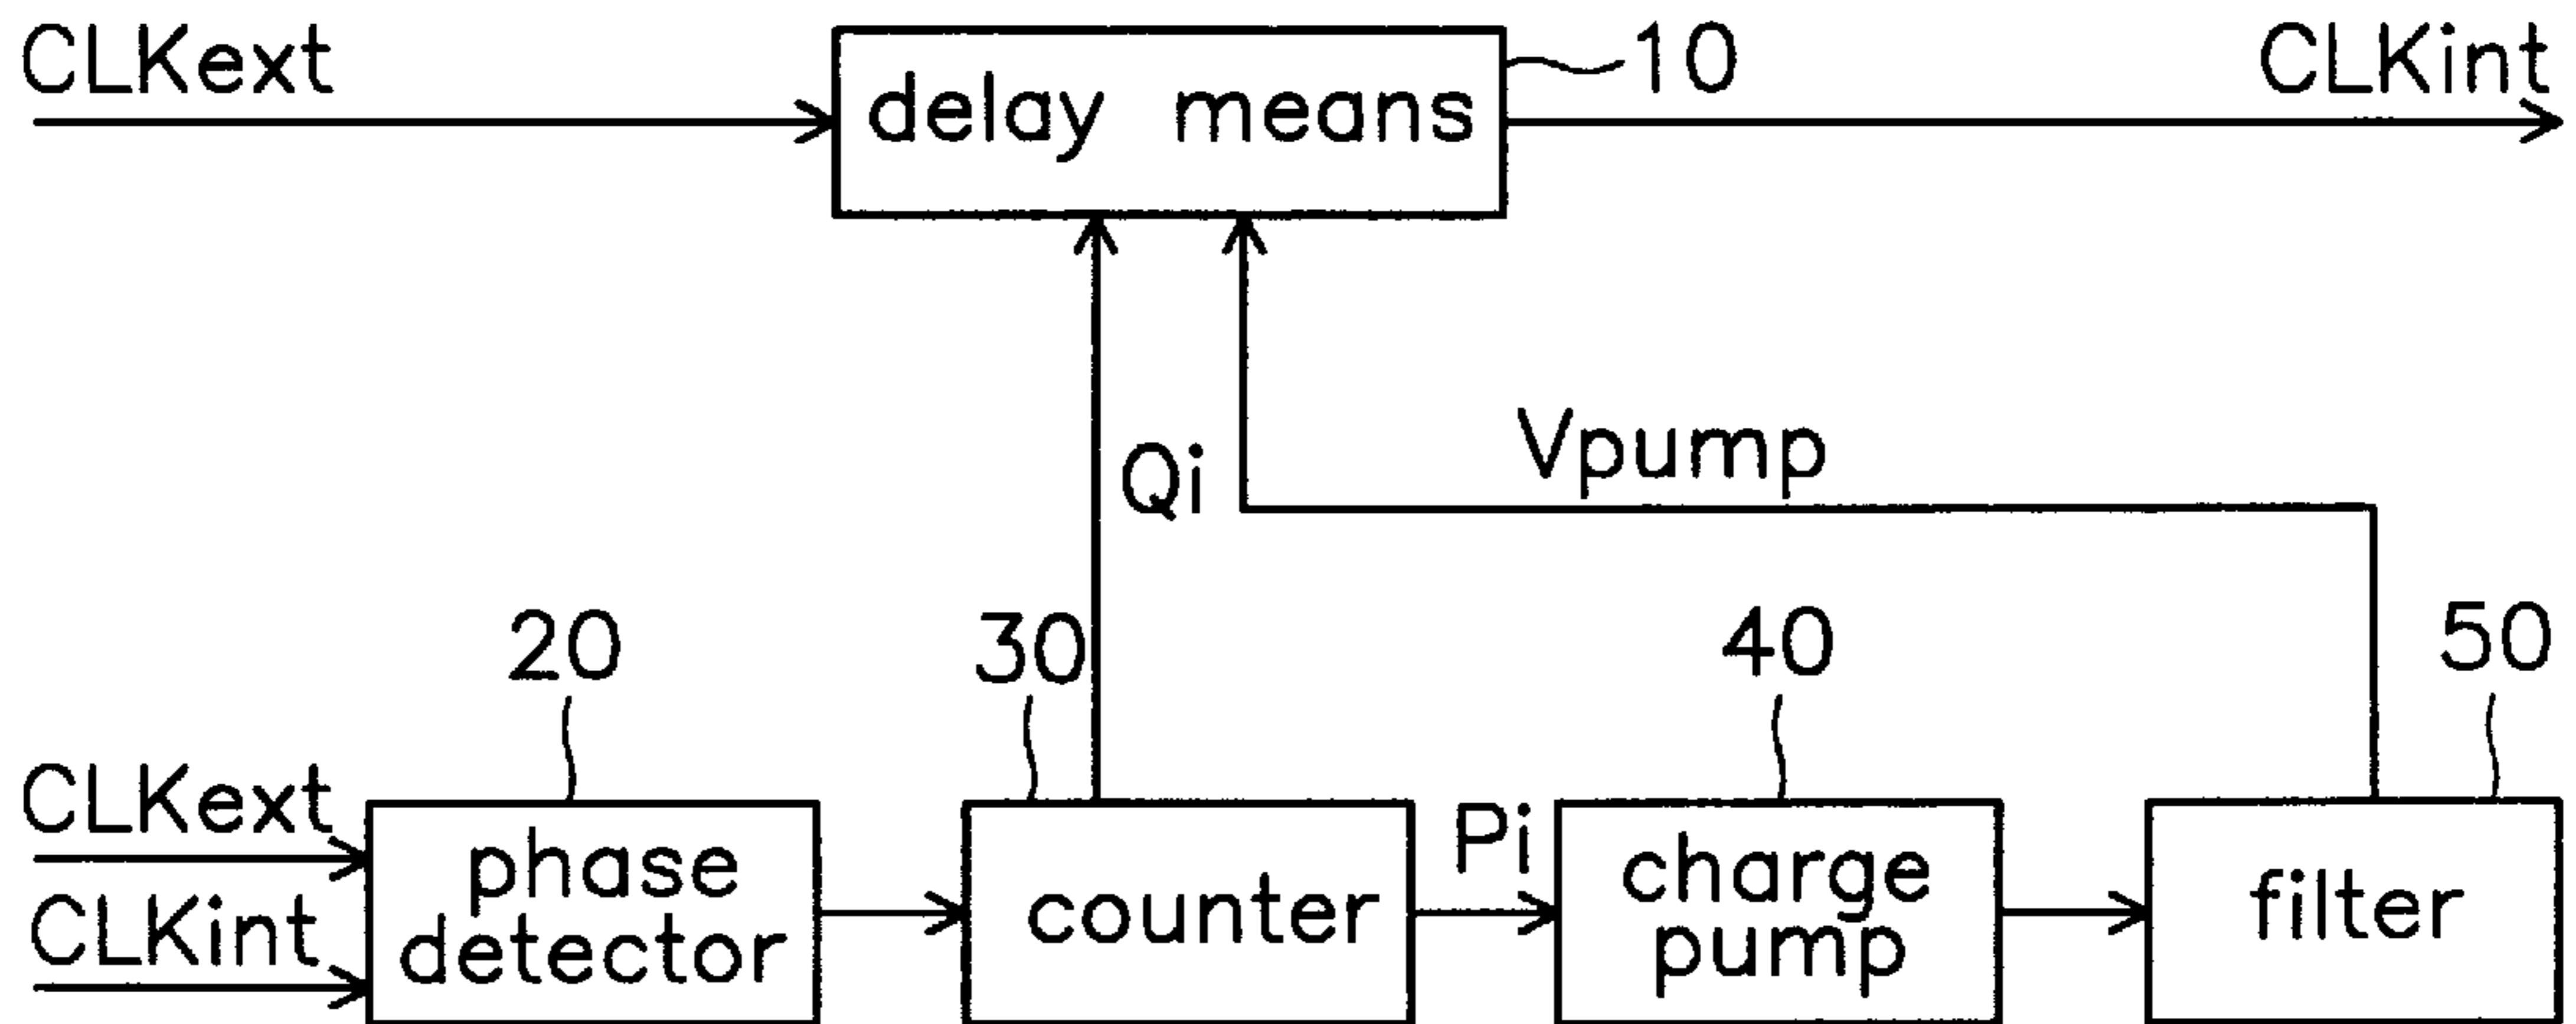 CLKext
delay means
10
CLKint
Qi
Vpump
20
30
40
50
CLKext
CLKint
phase
detector
counter
Pi
charge
pump
filter